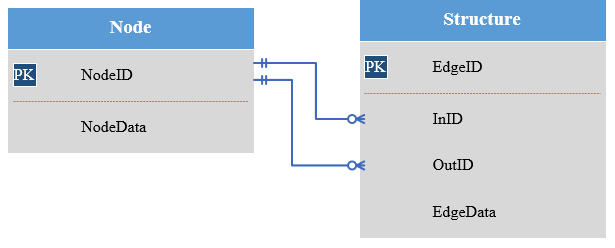 Node
PK
NodeID
NodeData
Structure
PK
EdgeID
InID
OutID
EdgeData